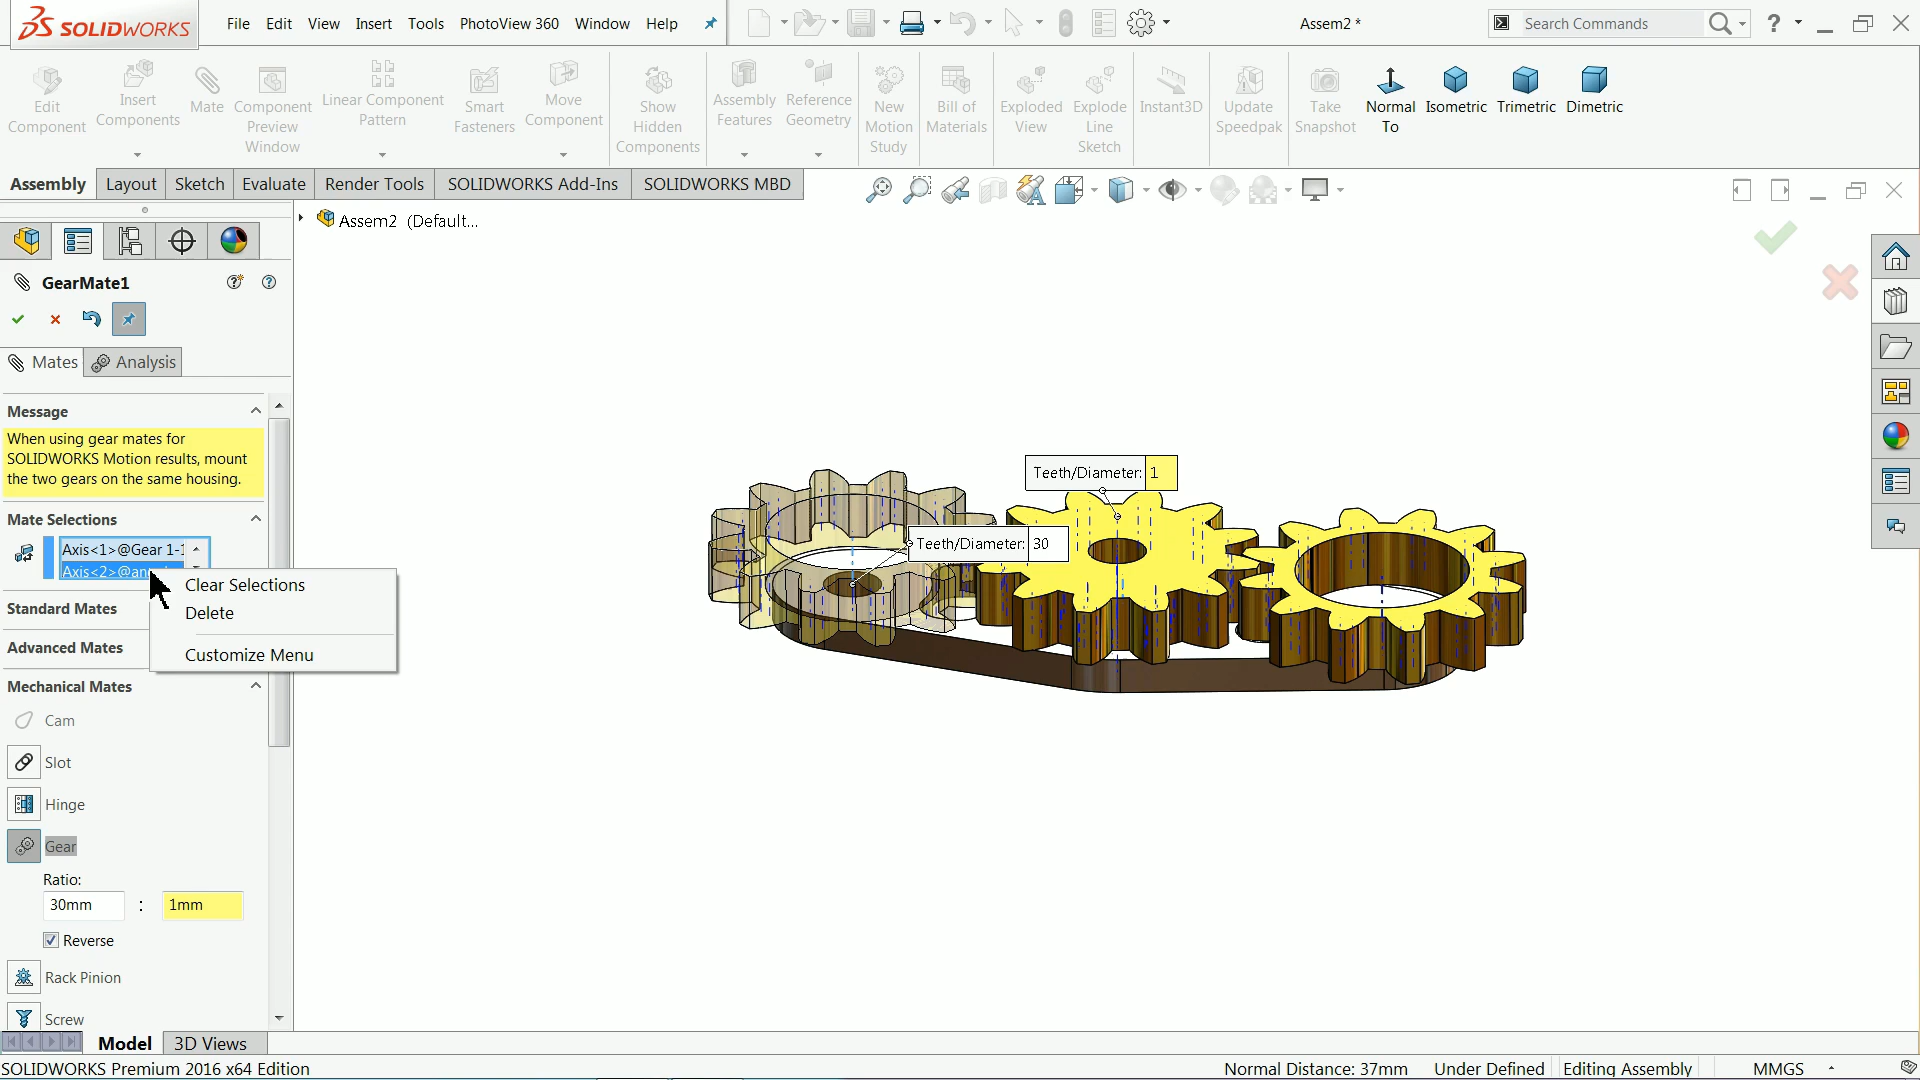 SOLIDWORKS
File Edit View Insert Tools PhotoView 360 Window Help
Assem2 *
Search Commands
?
Edit Component
Insert Components
Mate
Component Preview Window
Linear Component Pattern
Smart Fasteners
Move Component
Show Hidden Components
Assembly Features
Reference Geometry
New Motion Study
Bill of Materials
Exploded View
Explode Line Sketch
Instant3D
Update Speedpak
Take Snapshot
Normal To
Isometric
Trimetric
Dimetric
Assembly Layout Sketch Evaluate Render Tools SOLIDWORKS Add-Ins SOLIDWORKS MBD
Assem2 (Default...
GearMate1
Mates Analysis
Message
When using gear mates for
SOLIDWORKS Motion results, mount
the two gears on the same housing.
Mate Selections
Axis<1>@Gear 1-1
Clear Selections
Delete
Customize Menu
Standard Mates
Advanced Mates
Mechanical Mates
Cam
Slot
Hinge
Gear
Ratio:
30mm : 1mm
Reverse
Rack Pinion
Screw
Teeth/Diameter: 1
Teeth/Diameter: 30
Model 3D Views
SOLIDWORKS Premium 2016 x64 Edition
Normal Distance: 37mm Under Defined Editing Assembly MMGS